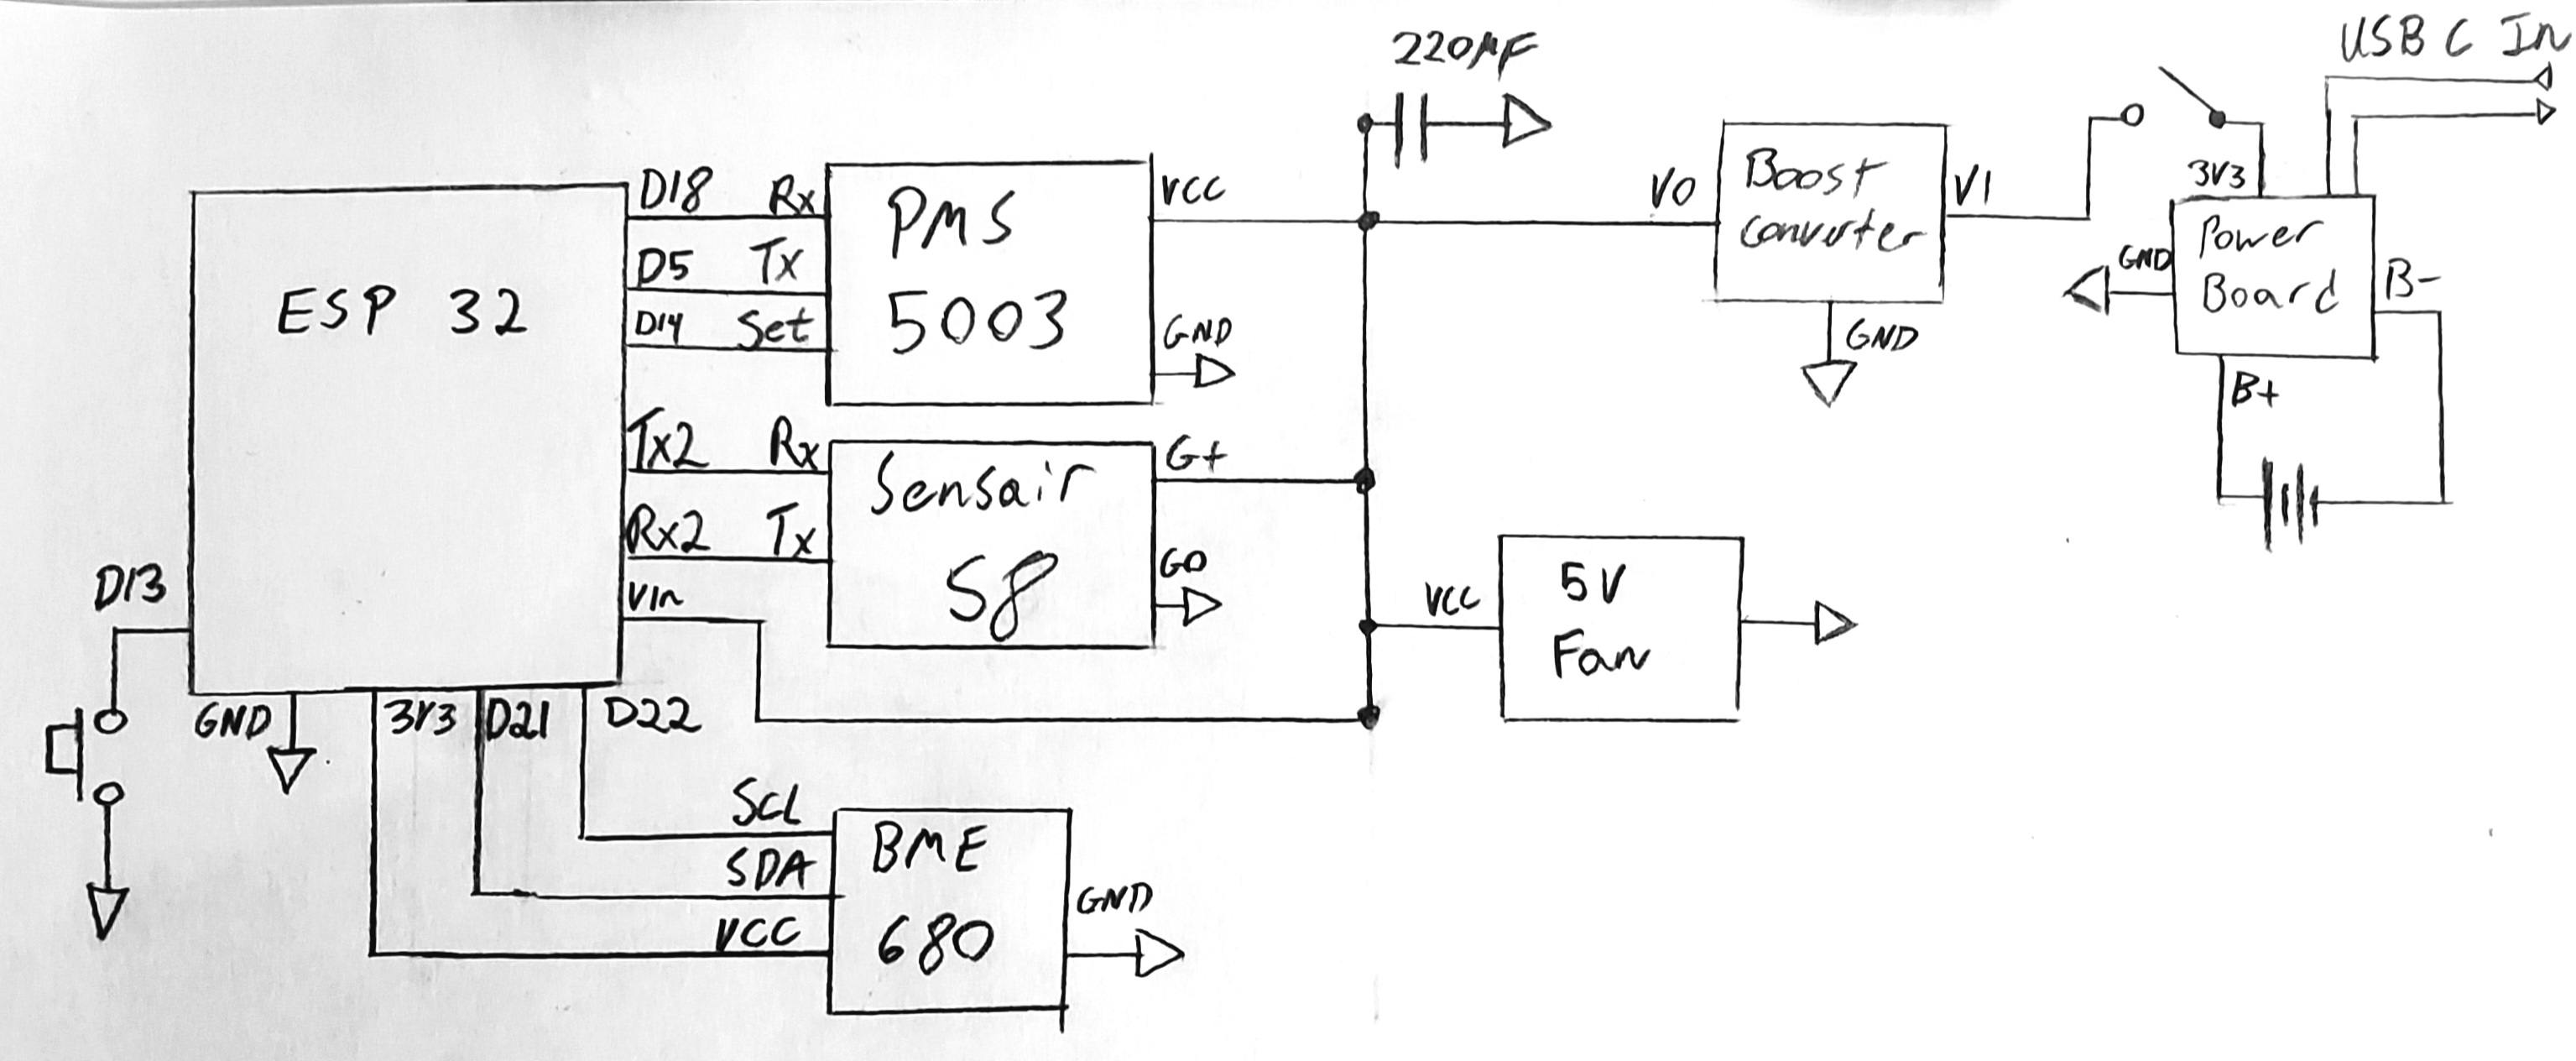 USB C In
220µF
D18 Rx
VCC
PMS
5003
VO
Boost
Converter
V1
3V3
D5 Tx
D14 Set
GND
GND
GND
Power
Board
B-
B+
ESP 32
Tx2 Rx
Rx2 Tx
Vin
Sensair
S8
G+
G0
VCC
5V
Fan
D13
GND
3V3
D21
D22
SCL
SDA
VCC
BME
680
GND